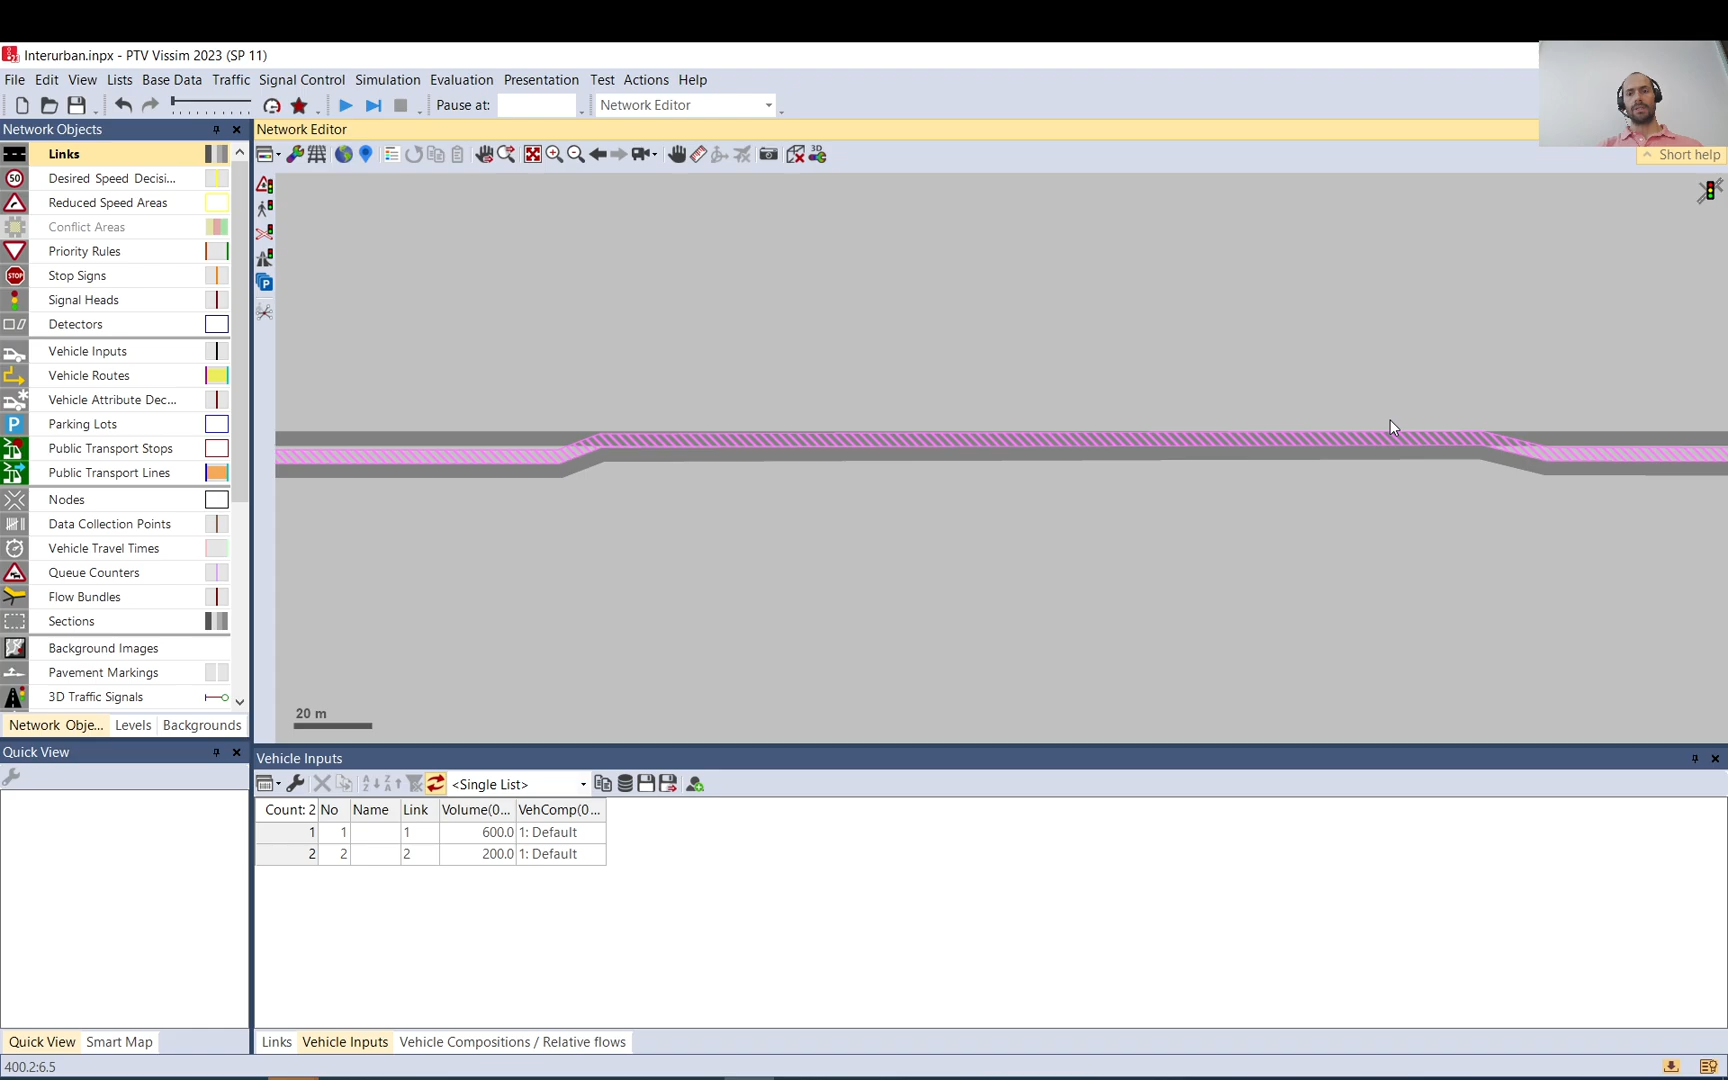 Interurban.inpx - PTV Vissim 2023 (SP 11)
File Edit View Lists Base Data Traffic Signal Control Simulation Evaluation Presentation Test Actions Help
Pause at: Network Editor
Network Objects
Network Editor
Short help
Links
50 Desired Speed Decisi...
Reduced Speed Areas
Conflict Areas
Priority Rules
STOP Stop Signs
Signal Heads
Detectors
Vehicle Inputs
Vehicle Routes
Vehicle Attribute Dec...
P Parking Lots
Public Transport Stops
Public Transport Lines
Nodes
Data Collection Points
Vehicle Travel Times
Queue Counters
Flow Bundles
Sections
Background Images
Pavement Markings
3D Traffic Signals
3D
P
20 m
Network Obje... Levels Backgrounds
Quick View
Vehicle Inputs
<Single List>
Count: 2 No Name Link Volume(0... VehComp(0...
1 1 1 600.0 1: Default
2 2 2 200.0 1: Default
Quick View Smart Map
Links Vehicle Inputs Vehicle Compositions / Relative flows
400.2:6.5